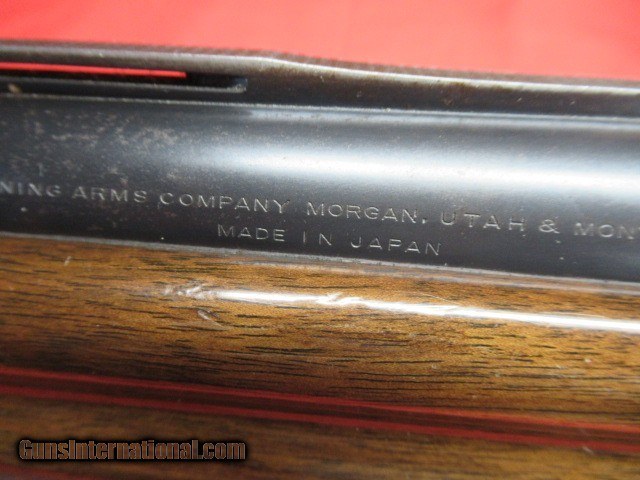 NING ARMS COMPANY MORGAN, UTAH & MON
MADE IN JAPAN
GunsInternational.com